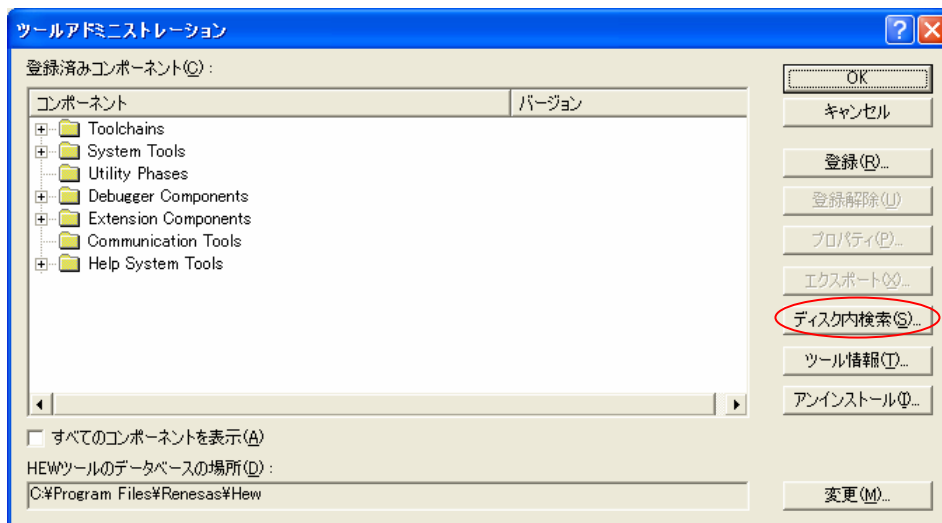 ツールアドミニストレーション
登録済みコンポーネント(C) :
コンポーネント バージョン
Toolchains
System Tools
Utility Phases
Debugger Components
Extension Components
Communication Tools
Help System Tools
OK
キャンセル
登録(R)...
登録解除(U)
プロパティ(P)...
エクスポート(X)...
ディスク内検索(S)...
ツール情報(T)...
アンインストール(I)...
すべてのコンポーネントを表示(A)
HEWツールのデータベースの場所(D) :
C:¥Program Files¥Renesas¥Hew
変更(M)...